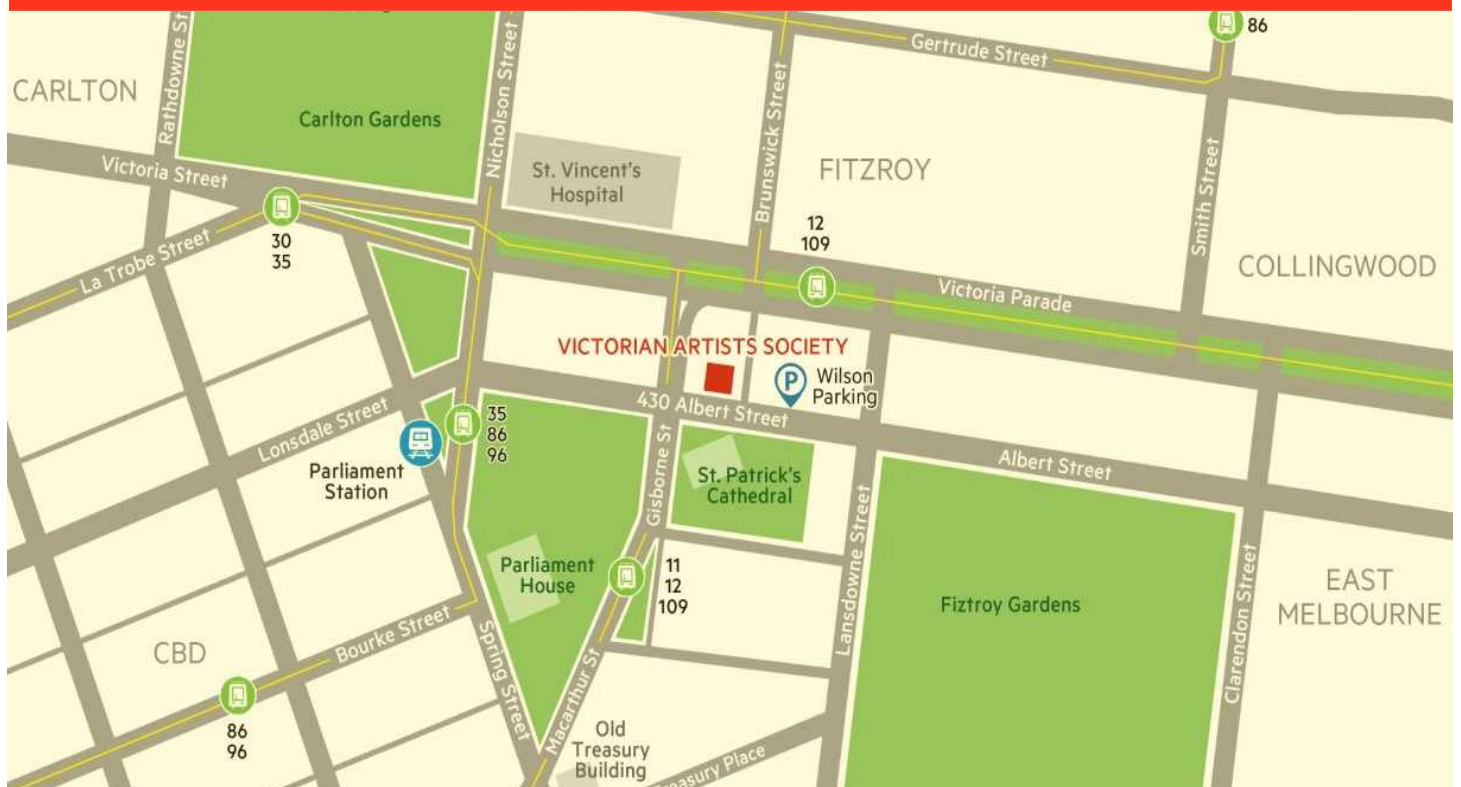 86
Gertrude Street
Rathdowne St
Nicholson Street
Brunswick Street
Smith Street
CARLTON
Carlton Gardens
Victoria Street
St. Vincent's
Hospital
FITZROY
12
109
COLLINGWOOD
30
35
La Trobe Street
Victoria Parade
VICTORIAN ARTISTS SOCIETY
P
Wilson
Parking
430 Albert Street
Lonsdale Street
35
86
96
Parliament
Station
Gisborne St
St. Patrick's
Cathedral
Albert Street
Lansdowne Street
Parliament
House
11
12
109
Fiztroy Gardens
Clarendon Street
EAST
MELBOURNE
CBD
Bourke Street
Spring Street
Macarthur St
86
96
Old
Treasury
Building
easury Place